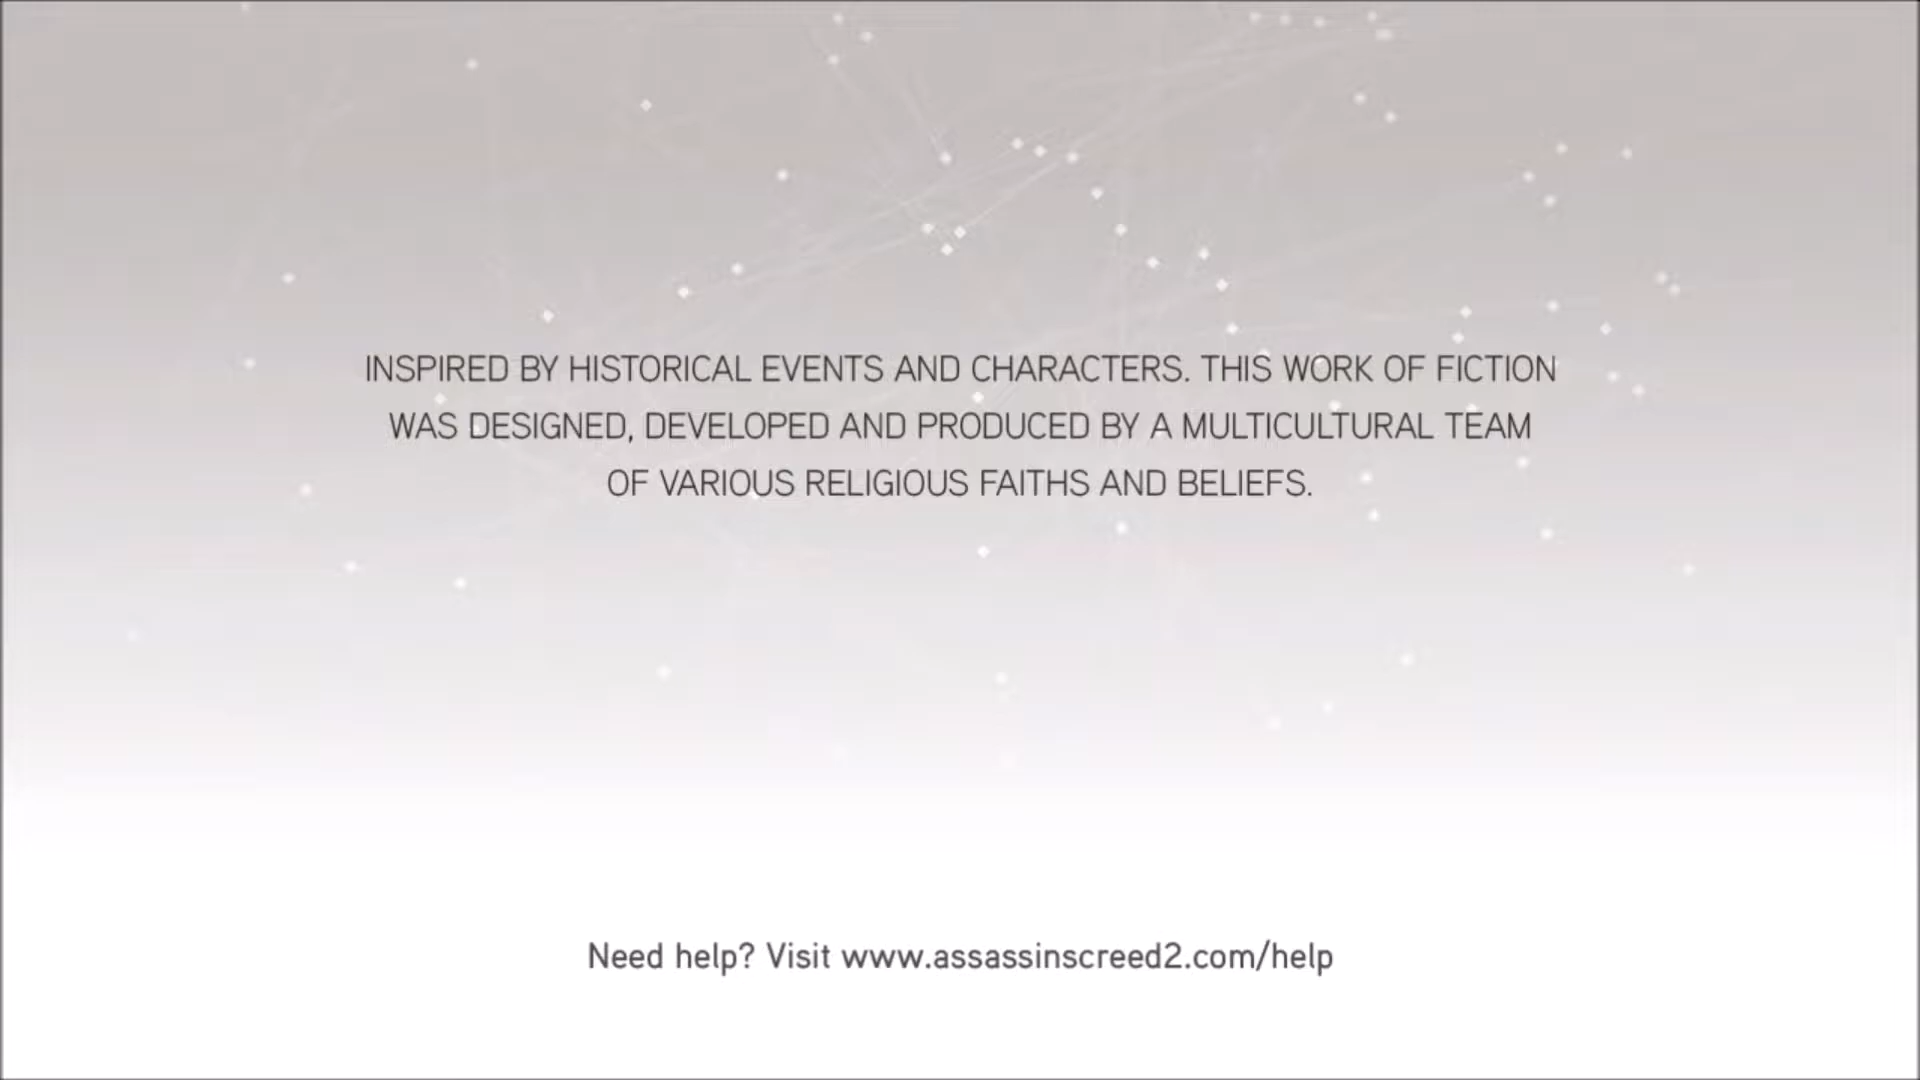 INSPIRED BY HISTORICAL EVENTS AND CHARACTERS. THIS WORK OF FICTION
WAS DESIGNED, DEVELOPED AND PRODUCED BY A MULTICULTURAL TEAM
OF VARIOUS RELIGIOUS FAITHS AND BELIEFS.
Need help? Visit www.assassinscreed2.com/help